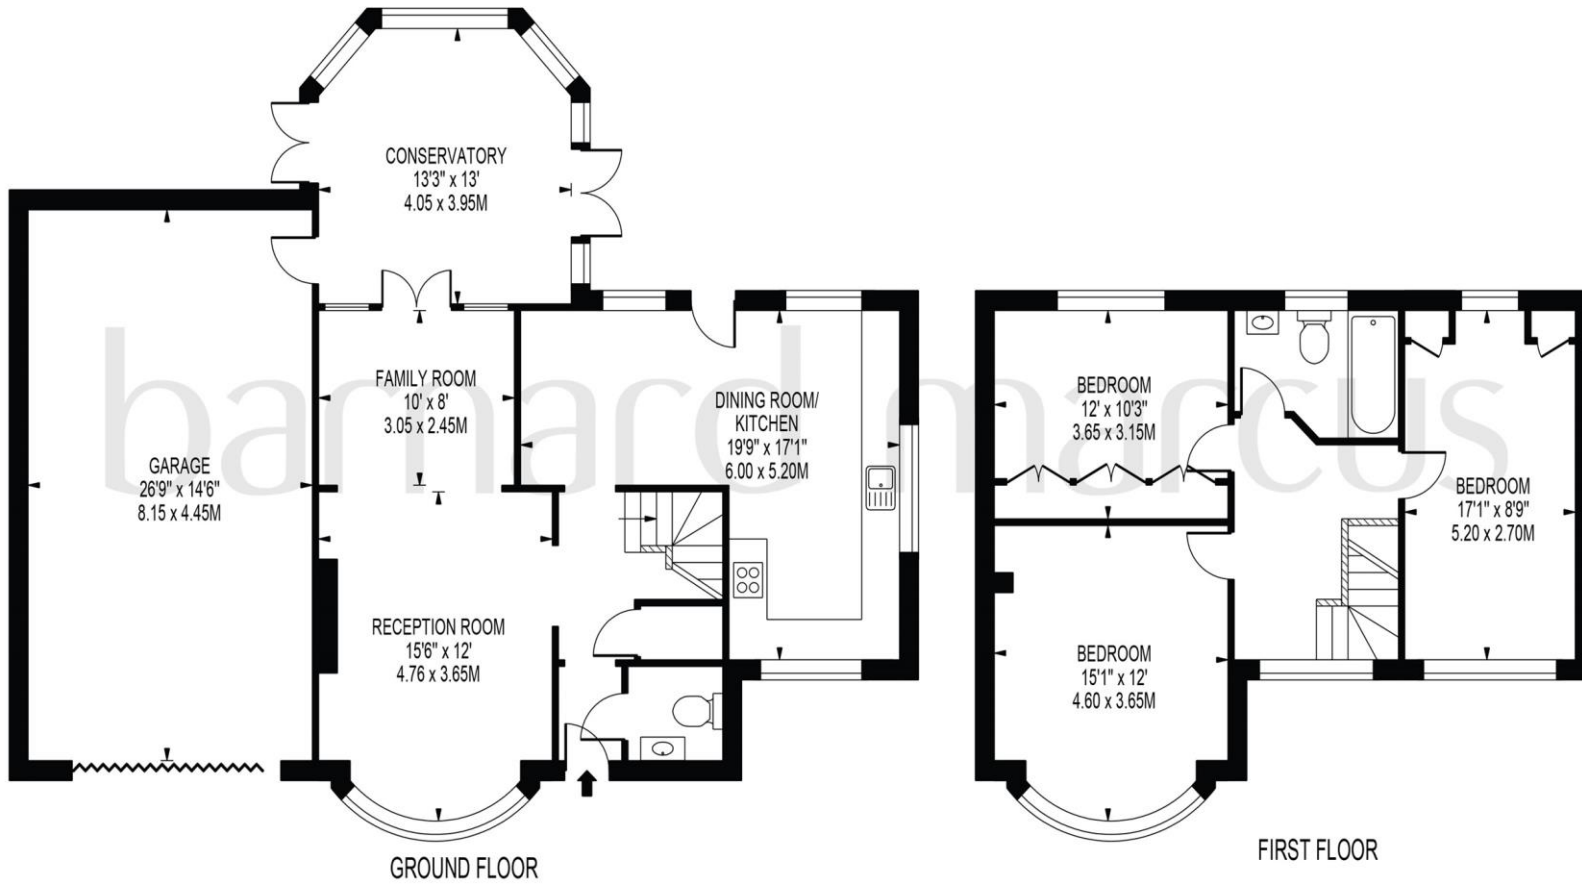 CONSERVATORY
13'3" x 13'
4.05 x 3.95M
FAMILY ROOM
10' x 8'
3.05 x 2.45M
DINING ROOM/
KITCHEN
19'9" x 17'1"
6.00 x 5.20M
GARAGE
26'9" x 14'6"
8.15 x 4.45M
RECEPTION ROOM
15'6" x 12'
4.76 x 3.65M
GROUND FLOOR
BEDROOM
12' x 10'3"
3.65 x 3.15M
BEDROOM
17'1" x 8'9"
5.20 x 2.70M
BEDROOM
15'1" x 12'
4.60 x 3.65M
FIRST FLOOR
barnard marcus